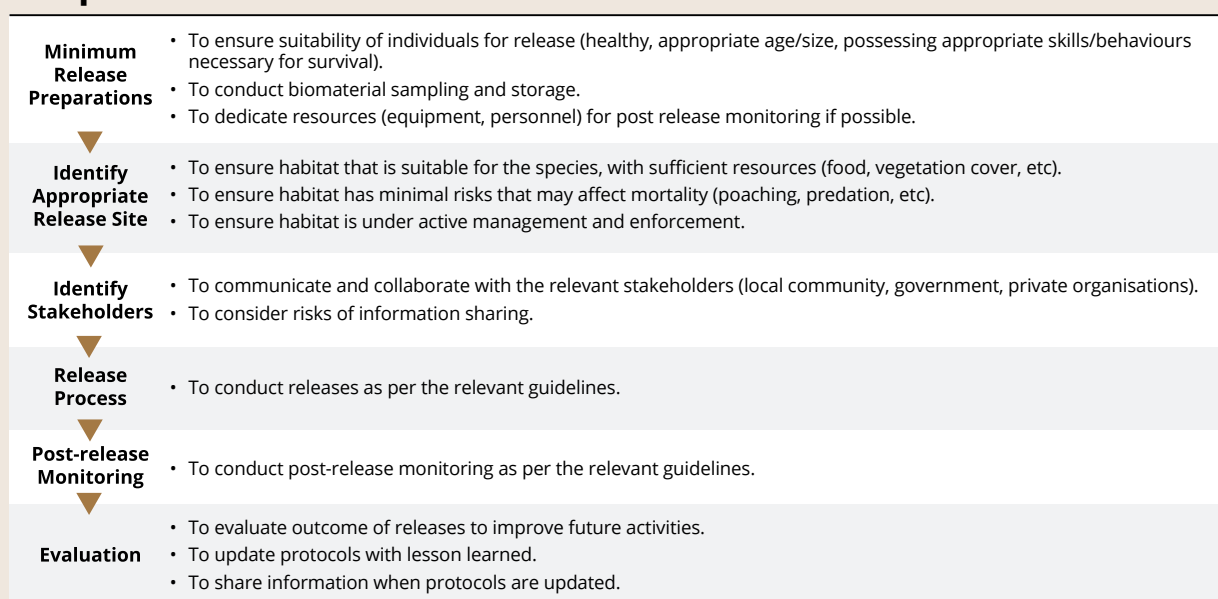 Minimum
Release
Preparations
• To ensure suitability of individuals for release (healthy, appropriate age/size, possessing appropriate skills/behaviours
necessary for survival).
• To conduct biomaterial sampling and storage.
• To dedicate resources (equipment, personnel) for post release monitoring if possible.
Identify
Appropriate
Release Site
• To ensure habitat that is suitable for the species, with sufficient resources (food, vegetation cover, etc).
• To ensure habitat has minimal risks that may affect mortality (poaching, predation, etc).
• To ensure habitat is under active management and enforcement.
Identify
Stakeholders
• To communicate and collaborate with the relevant stakeholders (local community, government, private organisations).
• To consider risks of information sharing.
Release
Process
• To conduct releases as per the relevant guidelines.
Post-release
Monitoring
• To conduct post-release monitoring as per the relevant guidelines.
Evaluation
• To evaluate outcome of releases to improve future activities.
• To update protocols with lesson learned.
• To share information when protocols are updated.